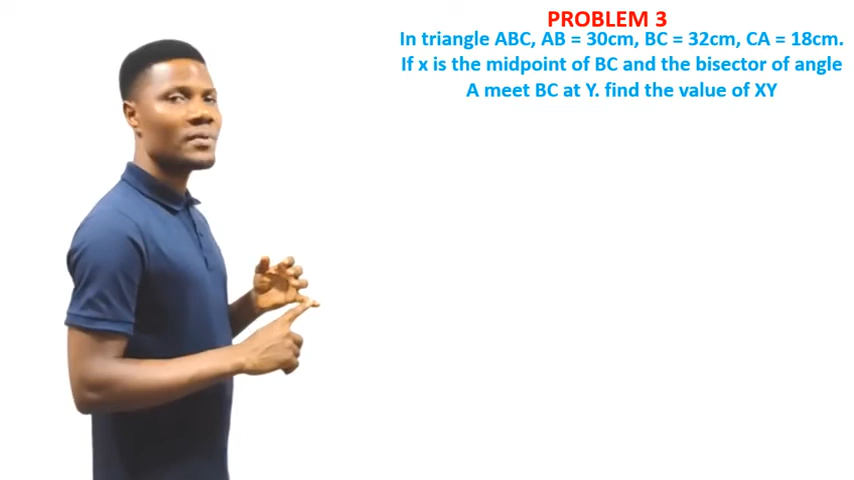 PROBLEM 3
In triangle ABC, AB = 30cm, BC = 32cm, CA = 18cm.
If x is the midpoint of BC and the bisector of angle
A meet BC at Y. find the value of XY